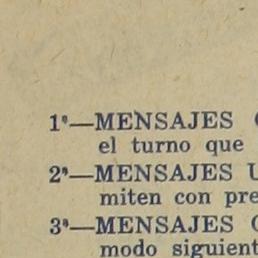 1ª—MENSAJES
el turno que
2ª—MENSAJES
miten con pre
3ª—MENSAJES
modo siguient